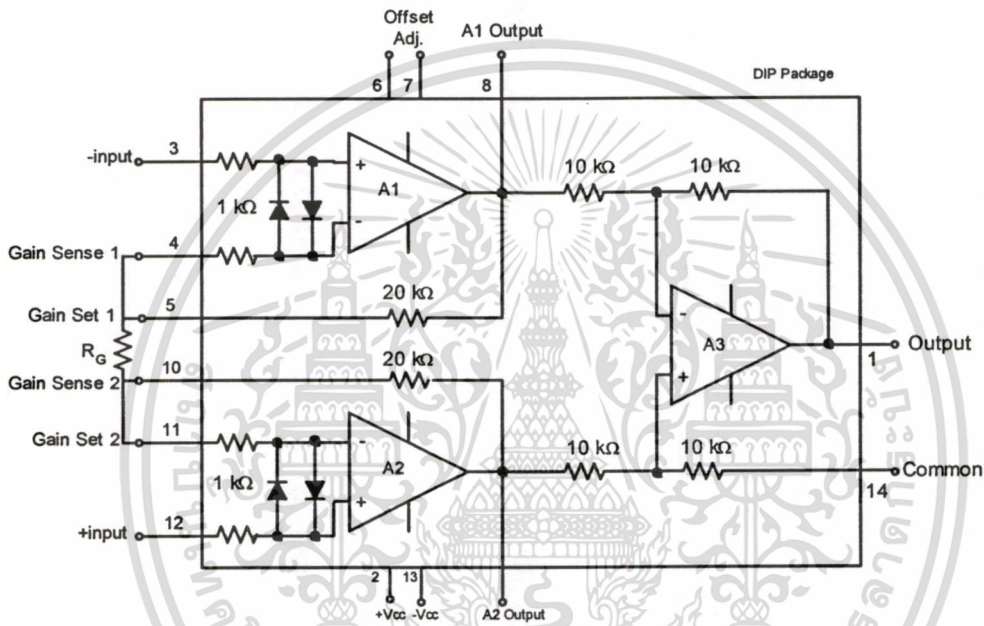 Offset
Adj.
A1 Output
6
7
8
DIP Package
-input
3
10 kΩ
10 kΩ
+
A1
-
1 kΩ
Gain Sense 1
4
20 kΩ
Gain Set 1
5
-
A3
+
Output
1
RG
20 kΩ
Gain Sense 2
10
Gain Set 2
11
-
A2
+
10 kΩ
10 kΩ
Common
14
1 kΩ
+input
12
2
13
+Vcc
-Vcc
A2 Output